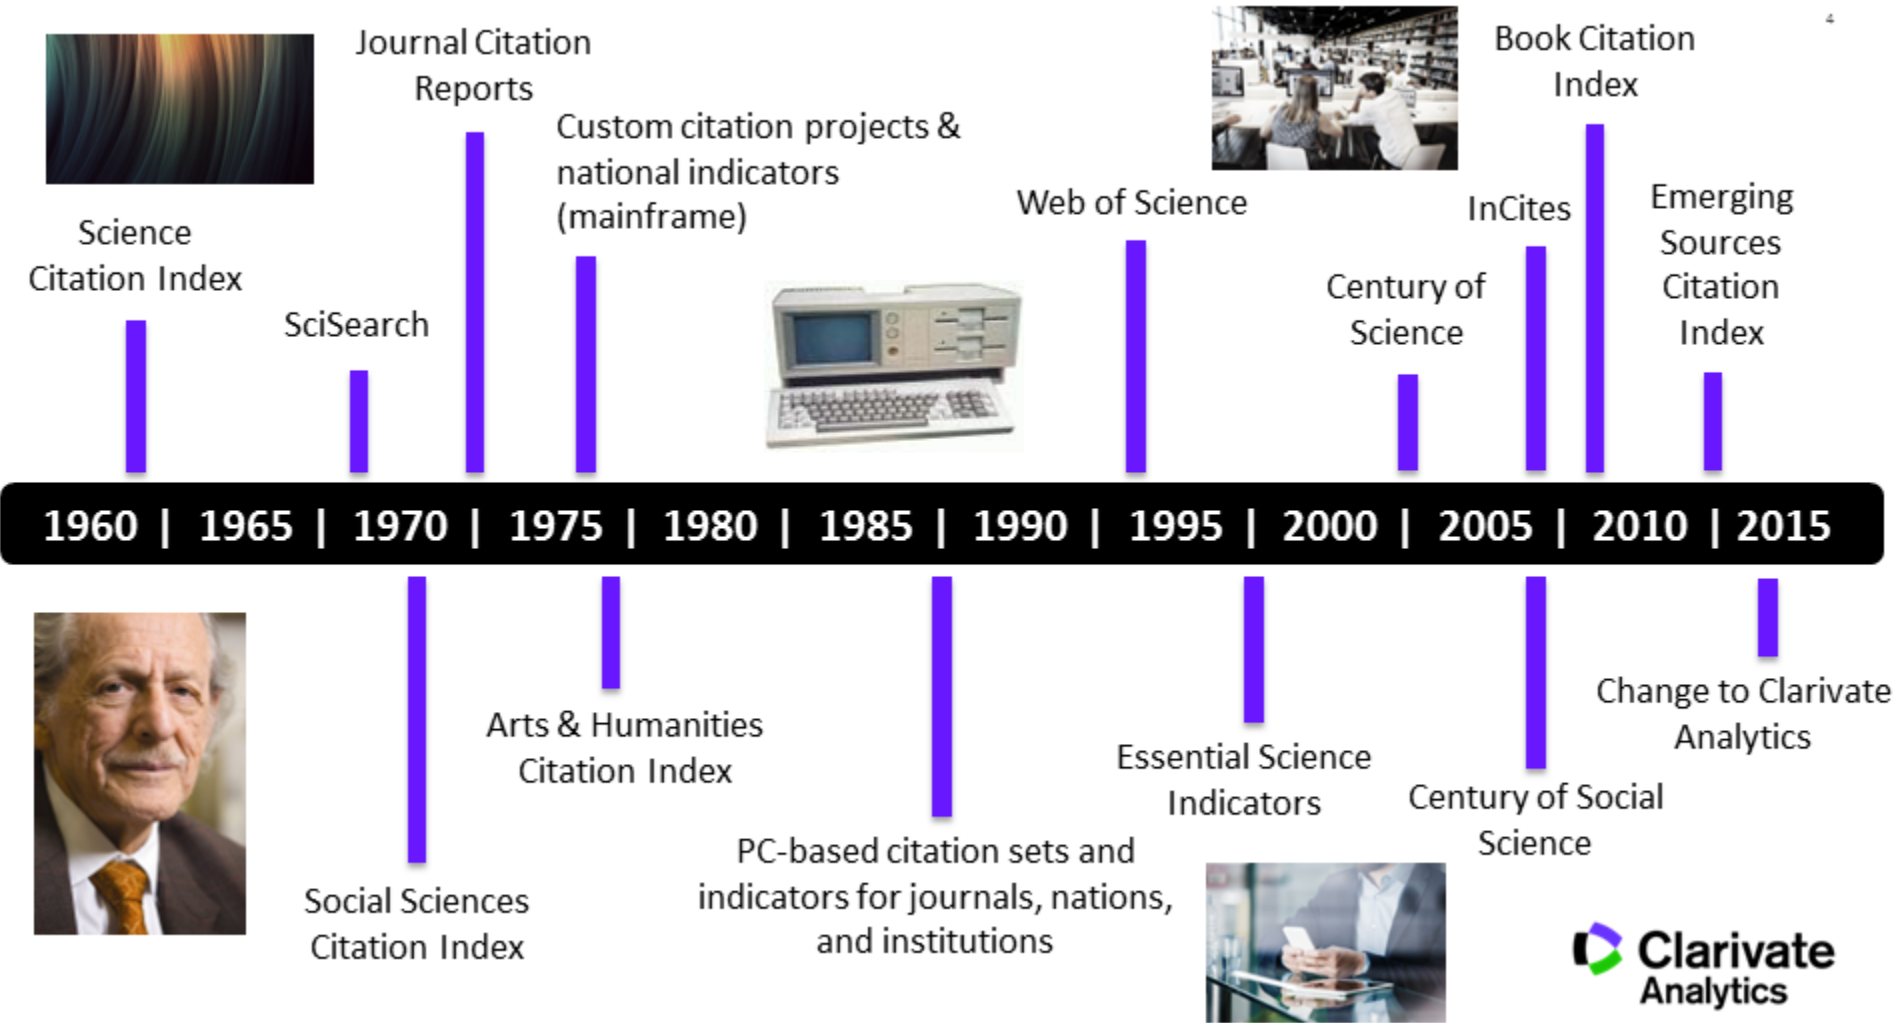 4
Journal Citation
Reports
Book Citation
Index
Custom citation projects &
national indicators
(mainframe)
Science
Citation Index
SciSearch
Web of Science
InCites
Century of
Science
Emerging
Sources
Citation
Index
1960 | 1965 | 1970 | 1975 | 1980 | 1985 | 1990 | 1995 | 2000 | 2005 | 2010 | 2015
Social Sciences
Citation Index
Arts & Humanities
Citation Index
PC-based citation sets and
indicators for journals, nations,
and institutions
Essential Science
Indicators
Century of Social
Science
Change to Clarivate
Analytics
Clarivate
Analytics